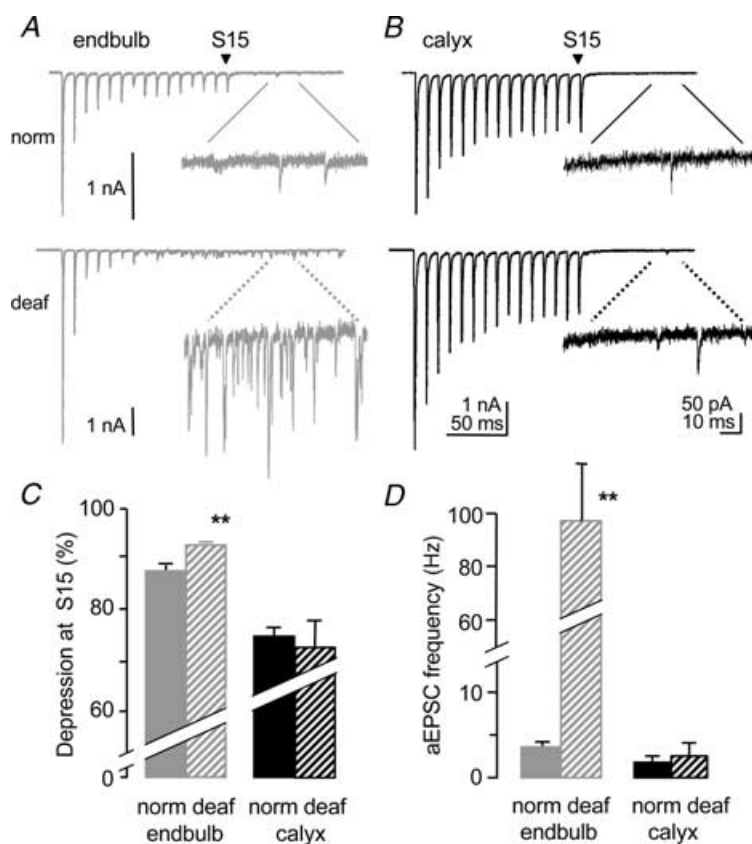 A
endbulb S15
norm
1 nA
deaf
1 nA
B
calyx S15
1 nA
50 ms
50 pA
10 ms
C
Depression at S15 (%)
100
80
60
0
**
norm deaf norm deaf
endbulb calyx
D
aEPSC frequency (Hz)
100
80
60
10
5
0
**
norm deaf norm deaf
endbulb calyx